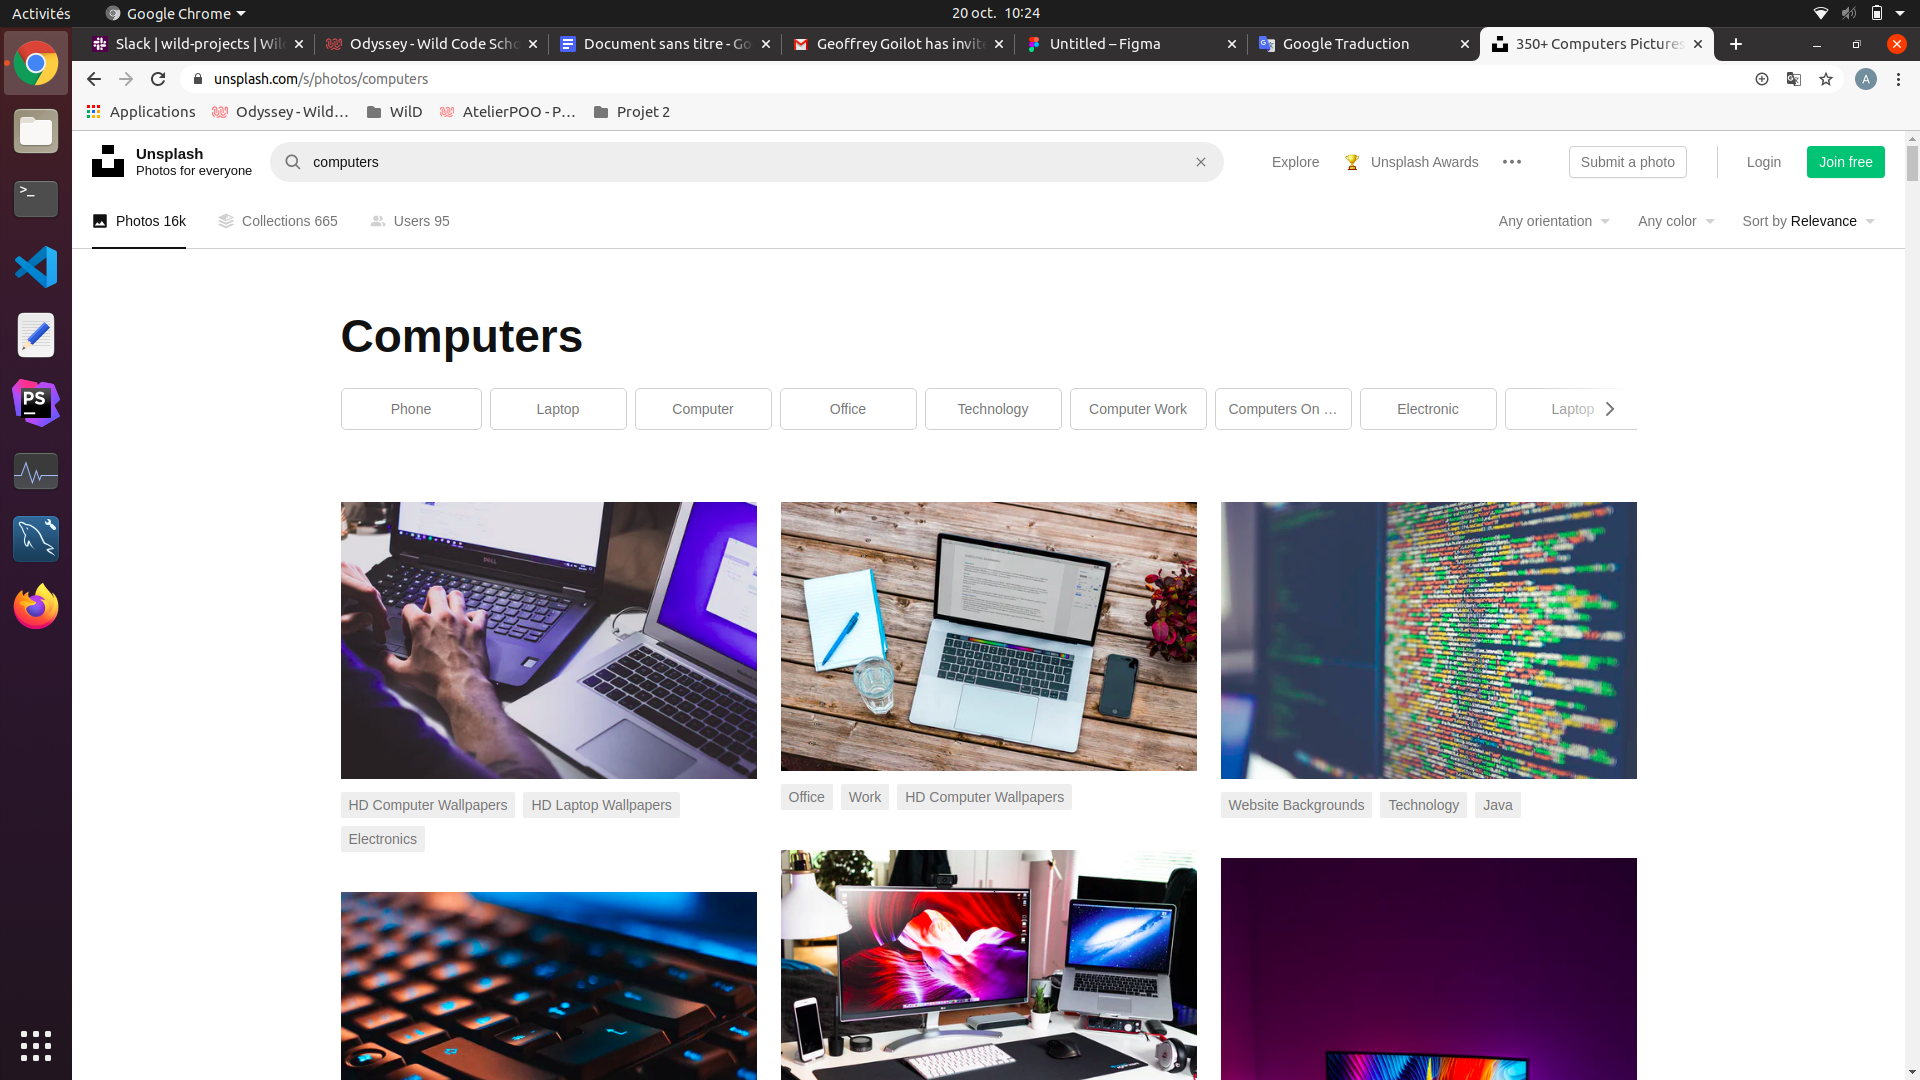 Activités
Google Chrome
20 oct.  10:24
Slack | wild-projects | Wil
Odyssey - Wild Code Scho
Document sans titre - Go
Geoffrey Goilot has invite
Untitled – Figma
Google Traduction
350+ Computers Pictures
unsplash.com/s/photos/computers
A
Applications
Odyssey - Wild…
WilD
AtelierPOO - P…
Projet 2
Unsplash
Photos for everyone
computers
Explore
Unsplash Awards
Submit a photo
Login
Join free
Photos 16k
Collections 665
Users 95
Any orientation
Any color
Sort by Relevance
Computers
Phone
Laptop
Computer
Office
Technology
Computer Work
Computers On …
Electronic
Laptop
PS
DELL
HD Computer Wallpapers
HD Laptop Wallpapers
Electronics
Office
Work
HD Computer Wallpapers
Website Backgrounds
Technology
Java